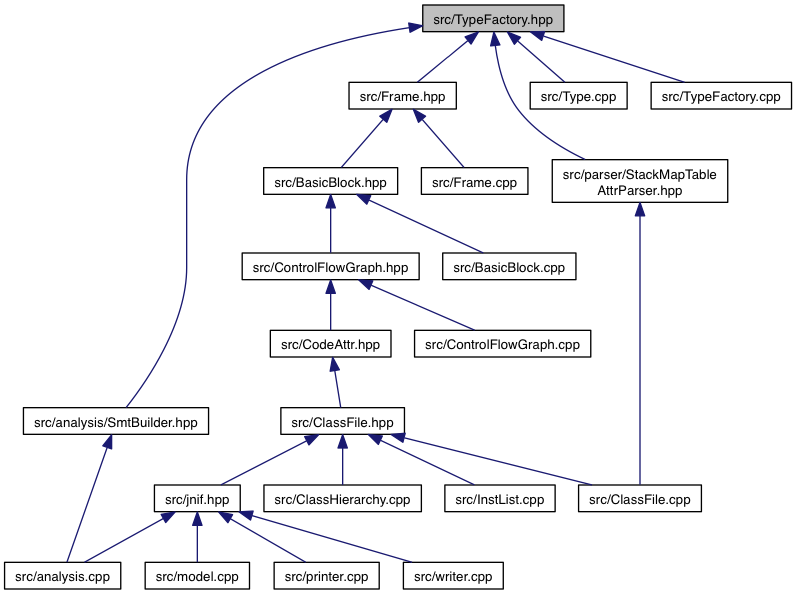 src/TypeFactory.hpp
src/Frame.hpp
src/Type.cpp
src/TypeFactory.cpp
src/BasicBlock.hpp
src/Frame.cpp
src/parser/StackMapTable
AttrParser.hpp
src/ControlFlowGraph.hpp
src/BasicBlock.cpp
src/CodeAttr.hpp
src/ControlFlowGraph.cpp
src/analysis/SmtBuilder.hpp
src/ClassFile.hpp
src/jnif.hpp
src/ClassHierarchy.cpp
src/InstList.cpp
src/ClassFile.cpp
src/analysis.cpp
src/model.cpp
src/printer.cpp
src/writer.cpp